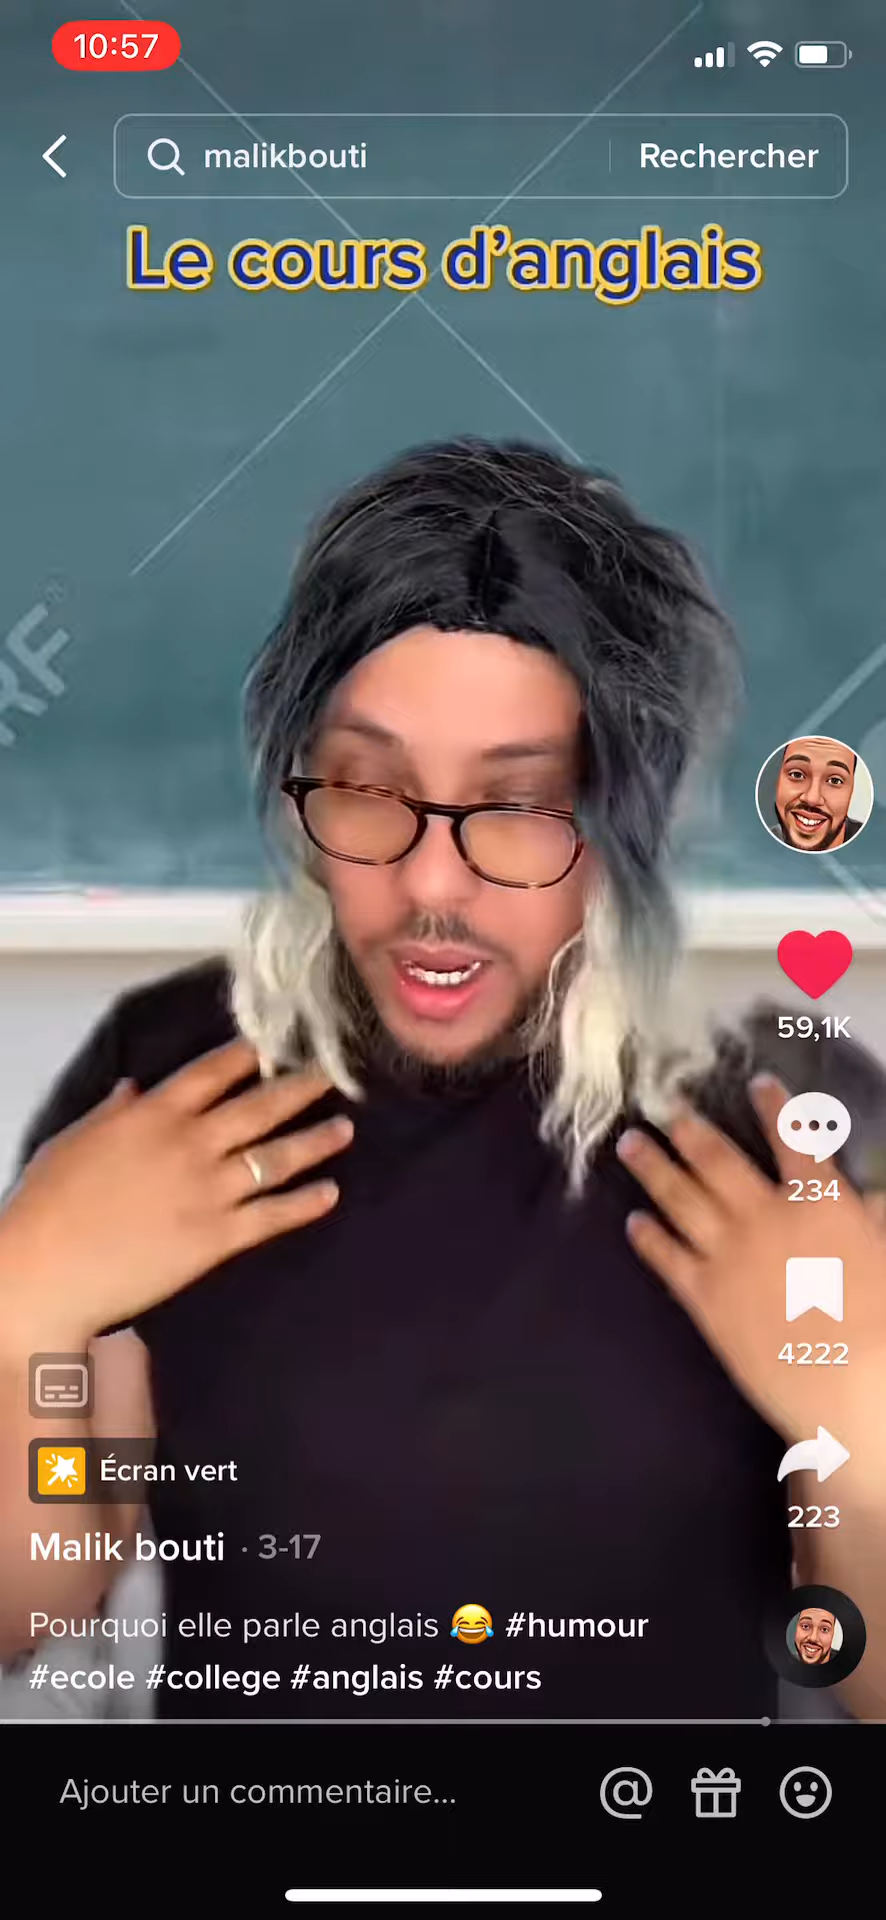 10:57
malikbouti
Rechercher
Le cours d’anglais
RF
59,1K
234
4222
223
Écran vert
Malik bouti · 3-17
Pourquoi elle parle anglais 😂 #humour
#ecole #college #anglais #cours
Ajouter un commentaire...